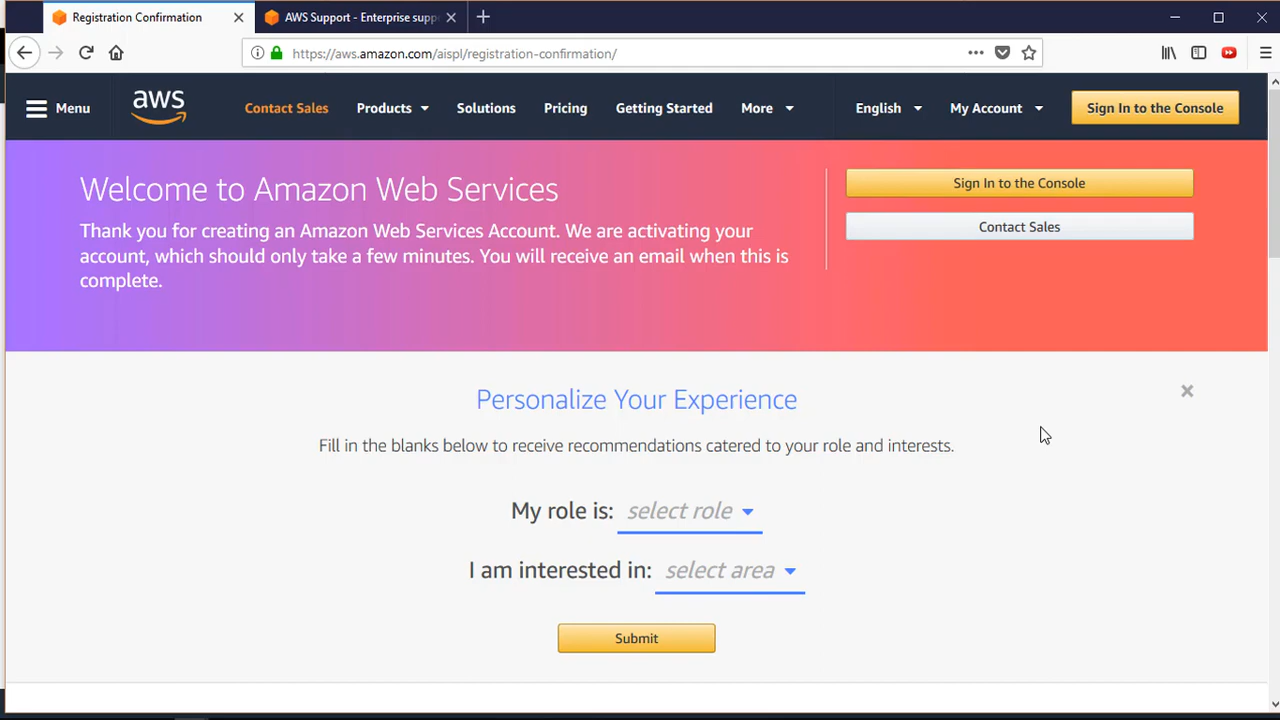 Registration Confirmation
AWS Support - Enterprise supp
https://aws.amazon.com/aispl/registration-confirmation/
Menu
aws
Contact Sales
Products
Solutions
Pricing
Getting Started
More
English
My Account
Sign In to the Console
Welcome to Amazon Web Services
Thank you for creating an Amazon Web Services Account. We are activating your
account, which should only take a few minutes. You will receive an email when this is
complete.
Sign In to the Console
Contact Sales
Personalize Your Experience
Fill in the blanks below to receive recommendations catered to your role and interests.
My role is: select role
I am interested in: select area
Submit